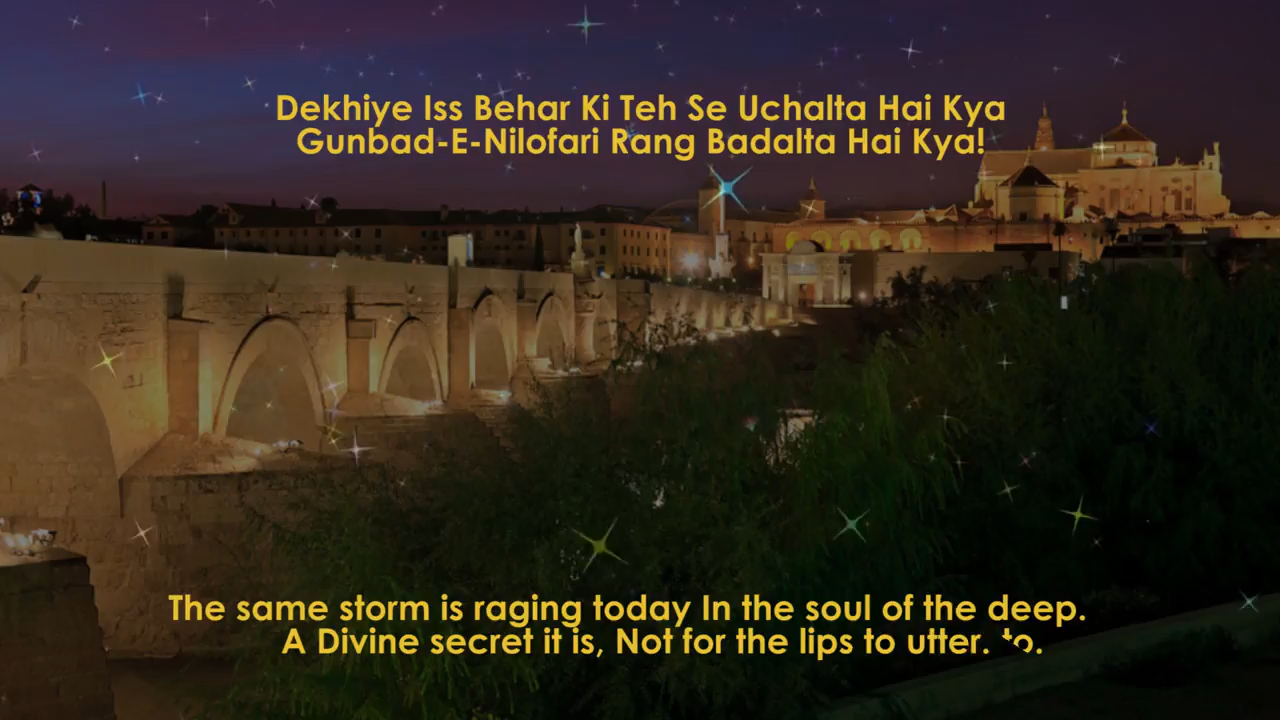 Dekhiye Iss Behar Ki Teh Se Uchalta Hai Kya
Gunbad-E-Nilofari Rang Badalta Hai Kya!
The same storm is raging today In the soul of the deep.
A Divine secret it is, Not for the lips to utter. to.